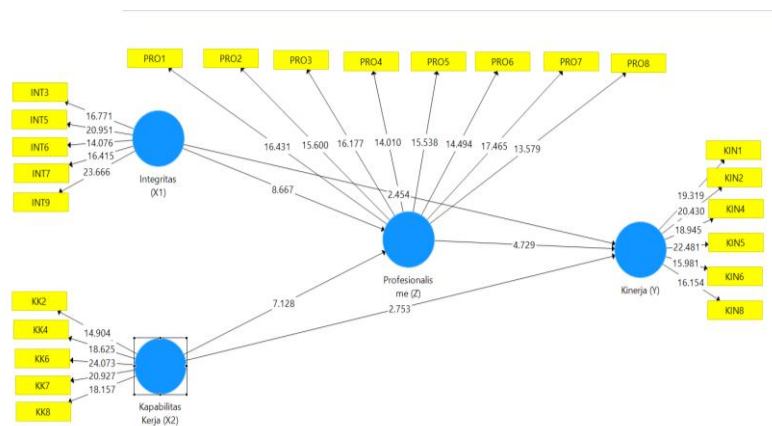 PRO1
PRO2
PRO3
PRO4
PRO5
PRO6
PRO7
PRO8
INT3
INT5
INT6
INT7
INT9
16.771
20.951
14.076
16.415
23.666
Integritas
(X1)
16.431
15.600
16.177
14.010
15.538
14.494
17.465
13.579
8.667
2.454
KIN1
KIN2
KIN4
KIN5
KIN6
KIN8
19.319
20.430
18.945
22.481
15.981
16.154
4.729
Profesionalis
me (Z)
Kinerja (Y)
7.128
2.753
KK2
KK4
KK6
KK7
KK8
14.904
18.625
24.073
20.927
18.157
Kapabilitas
Kerja (X2)